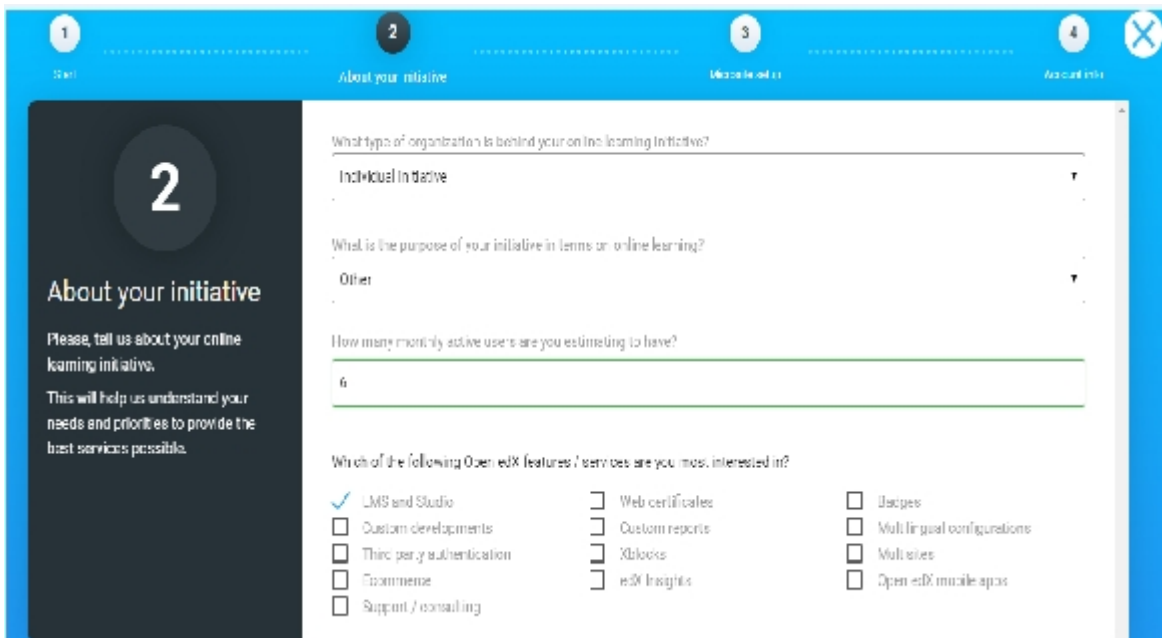 1
2
3
4
Start
About your initiative
Microsite setup
Account info
2
About your initiative
Please, tell us about your online
learning initiative.
This will help us understand your
needs and priorities to provide the
best services possible.
What type of organization is behind your online learning initiative?
Individual initiative
What is the purpose of your initiative in terms on online learning?
Other
How many monthly active users are you estimating to have?
6
Which of the following Open edX features / services are you most interested in?
LMS and Studio
Web certificates
Badges
Custom developments
Custom reports
Multilingual configurations
Third party authentication
Xblocks
Multisites
Ecommerce
edX Insights
Open edX mobile apps
Support / consulting